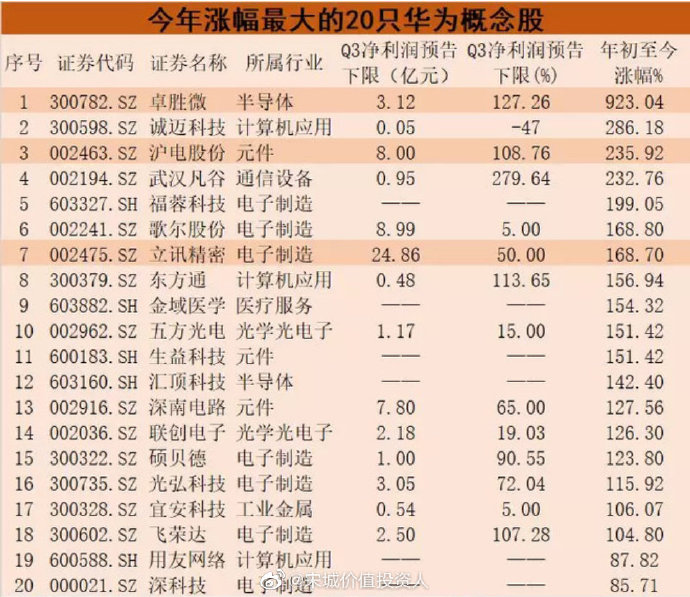 今年涨幅最大的20只华为概念股
序号 证券代码 证券名称 所属行业 Q3净利润预告下限（亿元） Q3净利润预告下限(%) 年初至今涨幅%
1 300782.SZ 卓胜微 半导体 3.12 127.26 923.04
2 300598.SZ 诚迈科技 计算机应用 0.05 -47 286.18
3 002463.SZ 沪电股份 元件 8.00 108.76 235.92
4 002194.SZ 武汉凡谷 通信设备 0.95 279.64 232.76
5 603327.SH 福蓉科技 电子制造 —— —— 199.05
6 002241.SZ 歌尔股份 电子制造 8.99 5.00 168.80
7 002475.SZ 立讯精密 电子制造 24.86 50.00 168.70
8 300379.SZ 东方通 计算机应用 0.48 113.65 156.94
9 603882.SH 金域医学 医疗服务 —— —— 154.32
10 002962.SZ 五方光电 光学光电子 1.17 15.00 151.42
11 600183.SH 生益科技 元件 —— —— 151.42
12 603160.SH 汇顶科技 半导体 —— —— 142.40
13 002916.SZ 深南电路 元件 7.80 65.00 127.56
14 002036.SZ 联创电子 光学光电子 2.18 19.03 126.30
15 300322.SZ 硕贝德 电子制造 1.00 90.55 123.80
16 300735.SZ 光弘科技 电子制造 3.05 72.04 115.92
17 300328.SZ 宜安科技 工业金属 0.54 5.00 106.07
18 300602.SZ 飞荣达 电子制造 2.50 107.28 104.80
19 600588.SH 用友网络 计算机应用 —— —— 87.82
20 000021.SZ 深科技 电子制造 —— —— 85.71